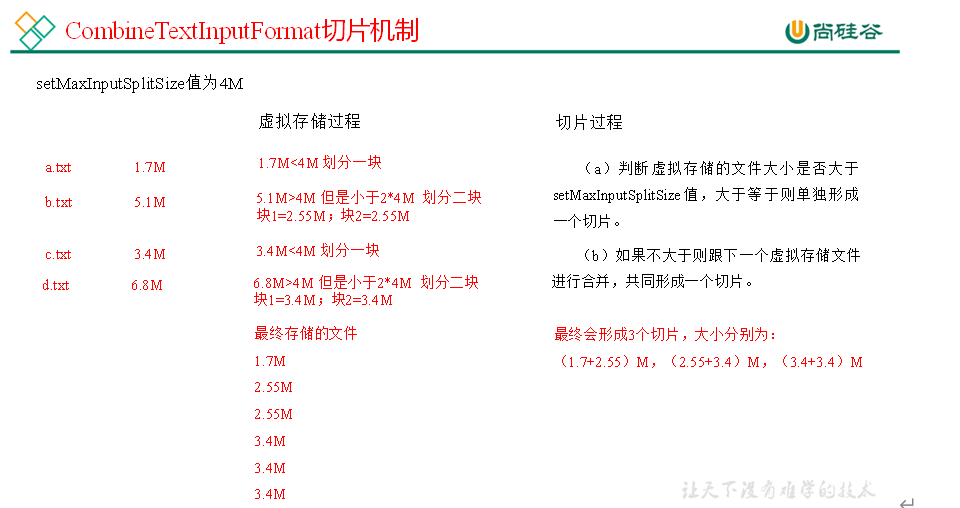 CombineTextInputFormat切片机制
尚硅谷
setMaxInputSplitSize值为4M
虚拟存储过程
切片过程
a.txt 1.7M 1.7M<4M 划分一块
b.txt 5.1M 5.1M>4M 但是小于2*4M 划分二块
块1=2.55M；块2=2.55M
c.txt 3.4M 3.4M<4M 划分一块
d.txt 6.8M 6.8M>4M 但是小于2*4M 划分二块
块1=3.4M；块2=3.4M
最终存储的文件
1.7M
2.55M
2.55M
3.4M
3.4M
3.4M
（a）判断虚拟存储的文件大小是否大于
setMaxInputSplitSize值，大于等于则单独形成
一个切片。
（b）如果不大于则跟下一个虚拟存储文件
进行合并，共同形成一个切片。
最终会形成3个切片，大小分别为：
（1.7+2.55）M，（2.55+3.4）M，（3.4+3.4）M
让天下没有难学的技术